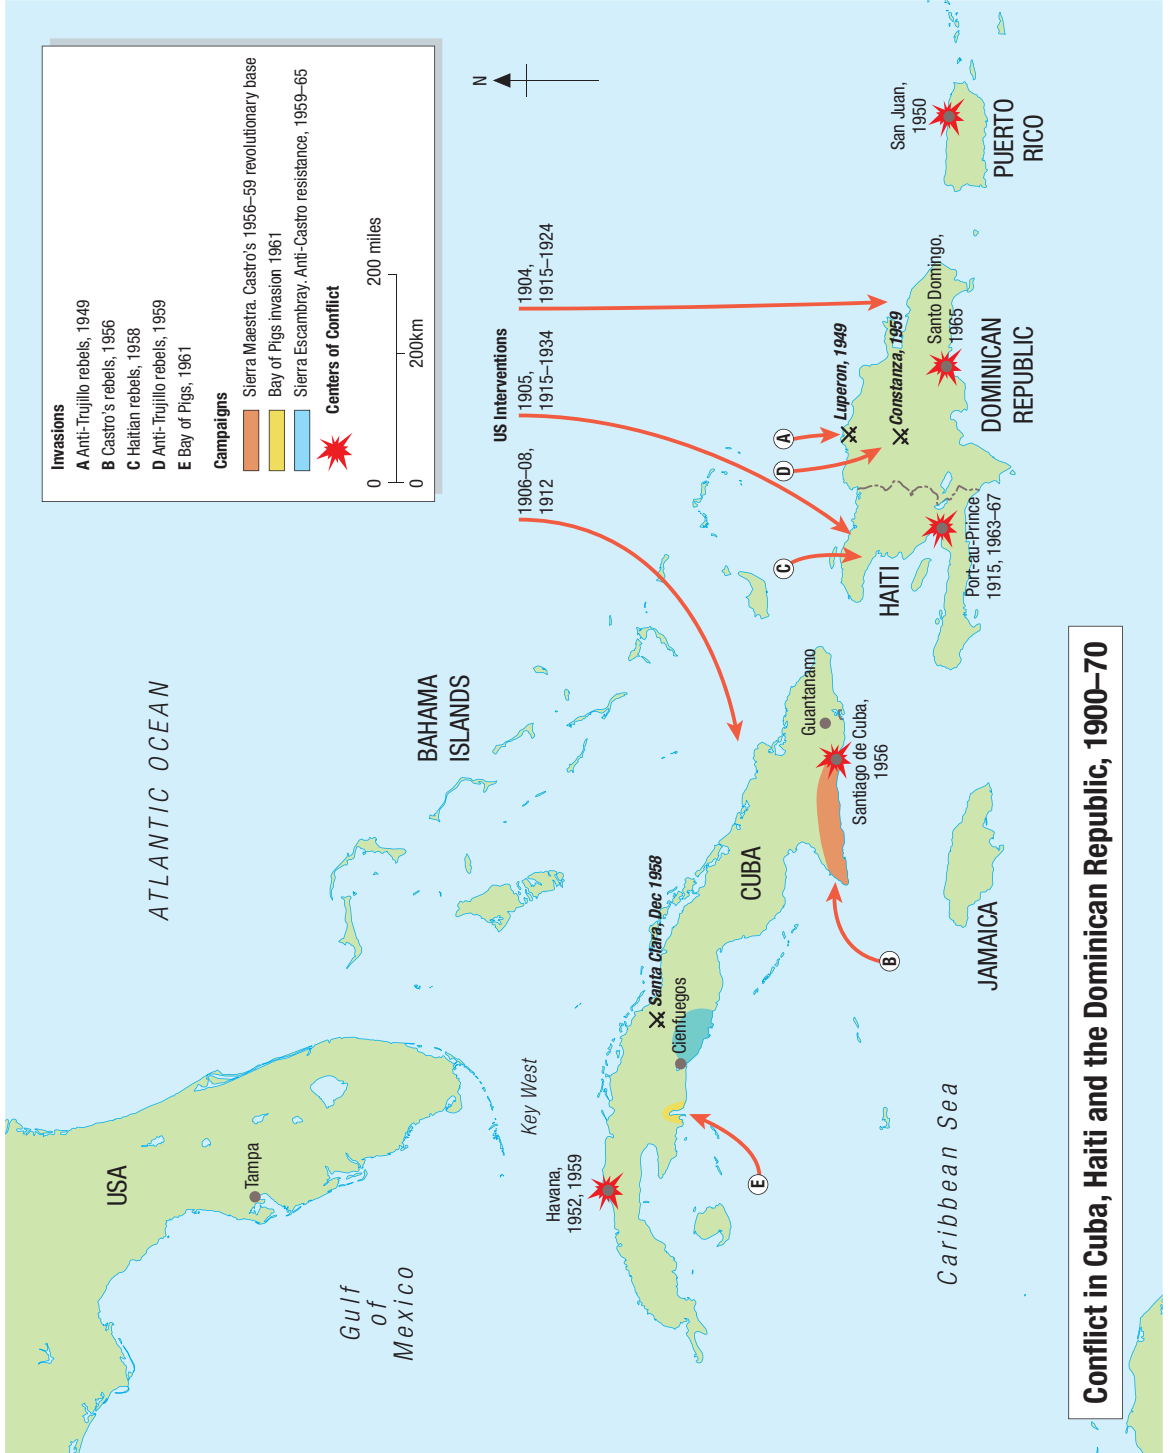 Invasions
A Anti-Trujillo rebels, 1949
B Castro's rebels, 1956
C Haitian rebels, 1958
D Anti-Trujillo rebels, 1959
E Bay of Pigs, 1961
Campaigns
Sierra Maestra. Castro's 1956–59 revolutionary base
Bay of Pigs invasion 1961
Sierra Escambray. Anti-Castro resistance, 1959–65
Centers of Conflict
0 200 miles
0 200km
N
ATLANTIC OCEAN
USA
Tampa
Gulf
of
Mexico
BAHAMA
ISLANDS
Key West
US Interventions
1906–08,
1912
1905,
1915–1934
1904,
1915–1924
Havana,
1952, 1959
Santa Clara, Dec 1958
Cienfuegos
CUBA
E
B
Guantanamo
Santiago de Cuba,
1956
C
D
A
Luperon, 1949
Constanza, 1959
HAITI
Port-au-Prince
1915, 1963–67
Santo Domingo,
1965
DOMINICAN
REPUBLIC
San Juan,
1950
PUERTO
RICO
JAMAICA
Caribbean Sea
Conflict in Cuba, Haiti and the Dominican Republic, 1900–70